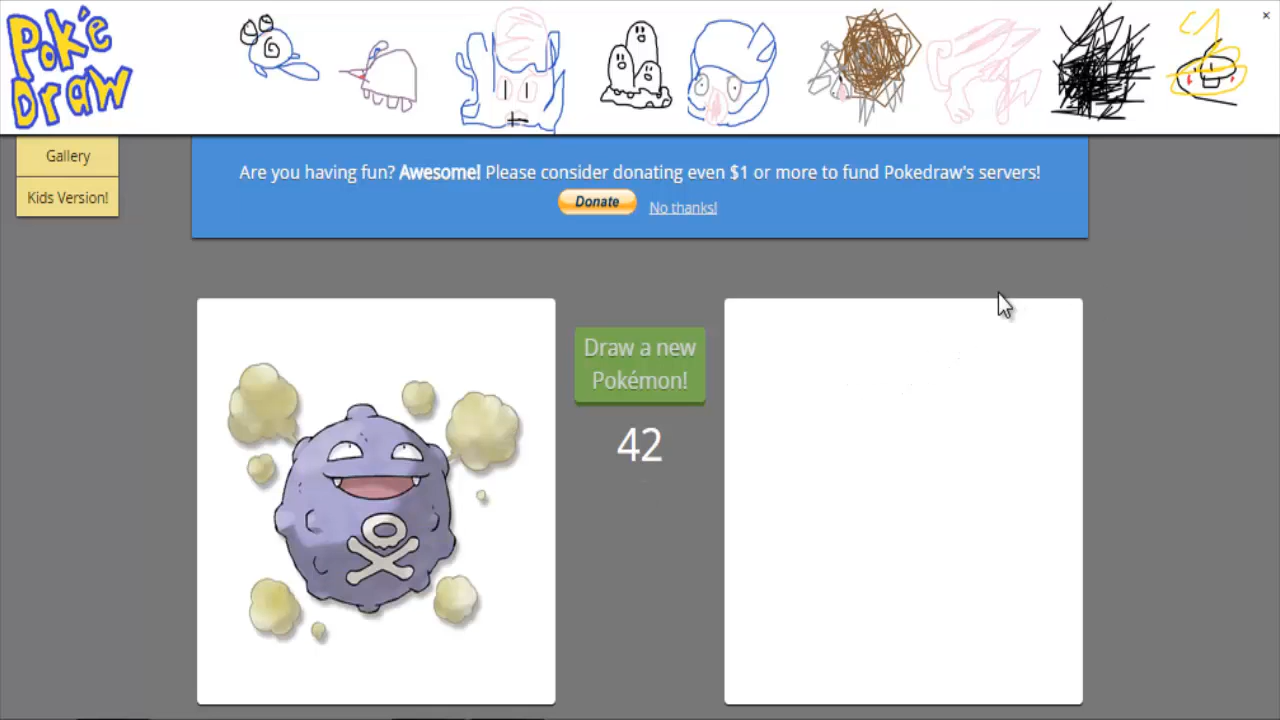 Poké
Draw
Gallery
Kids Version!
Are you having fun? Awesome! Please consider donating even $1 or more to fund Pokedraw's servers!
Donate
No thanks!
Draw a new
Pokémon!
42